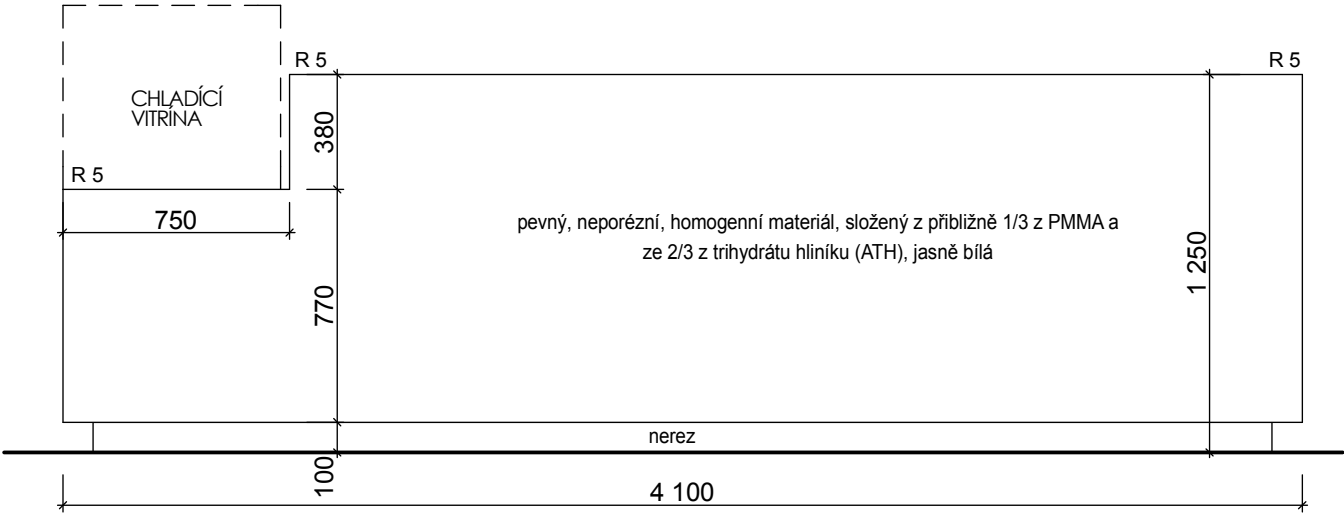 R 5
R 5
CHLADÍCÍ
VITRÍNA
380
R 5
750
pevný, neporézní, homogenní materiál, složený z přibližně 1/3 z PMMA a
ze 2/3 z trihydrátu hliníku (ATH), jasně bílá
1 250
770
nerez
100
4 100